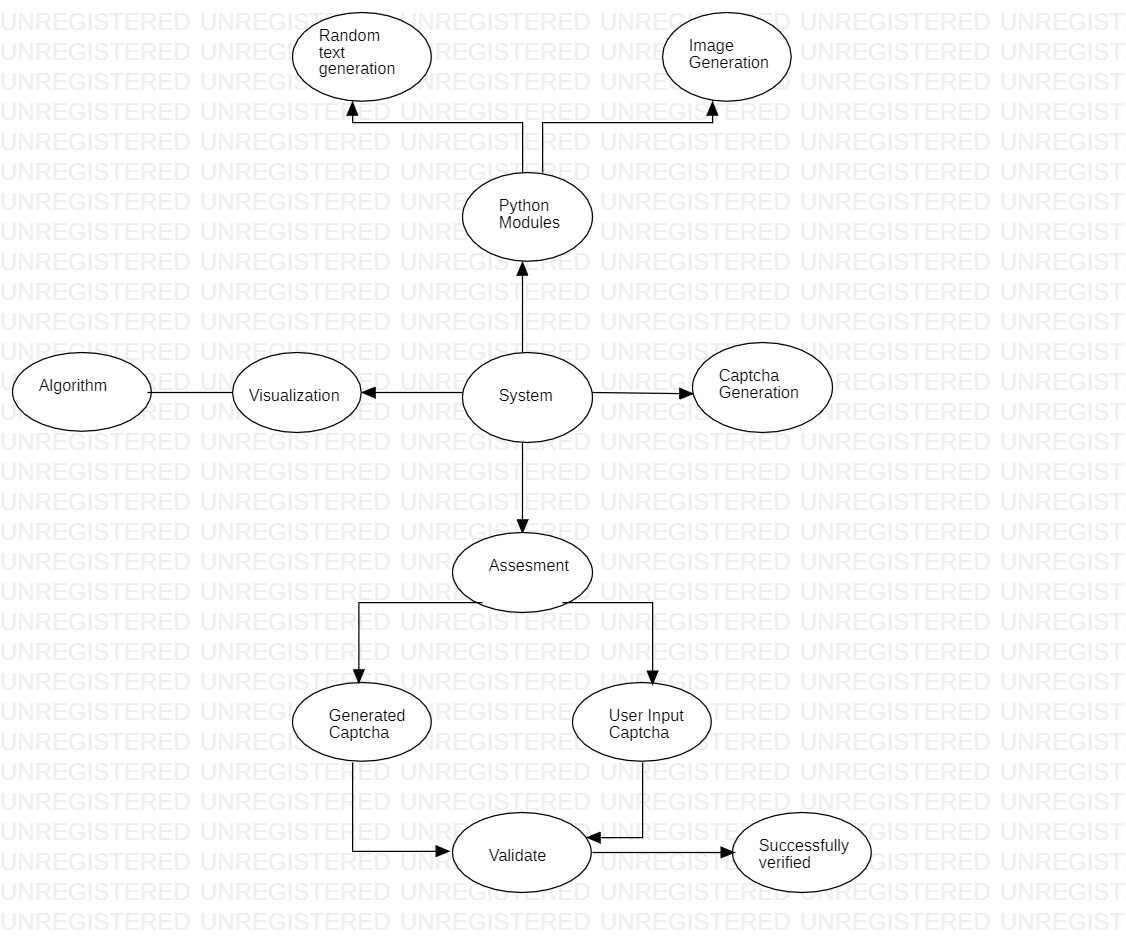 Random
text
generation
Image
Generation
Python
Modules
Algorithm
Visualization
System
Captcha
Generation
Assesment
Generated
Captcha
User Input
Captcha
Validate
Successfully
verified
UNREGISTERED